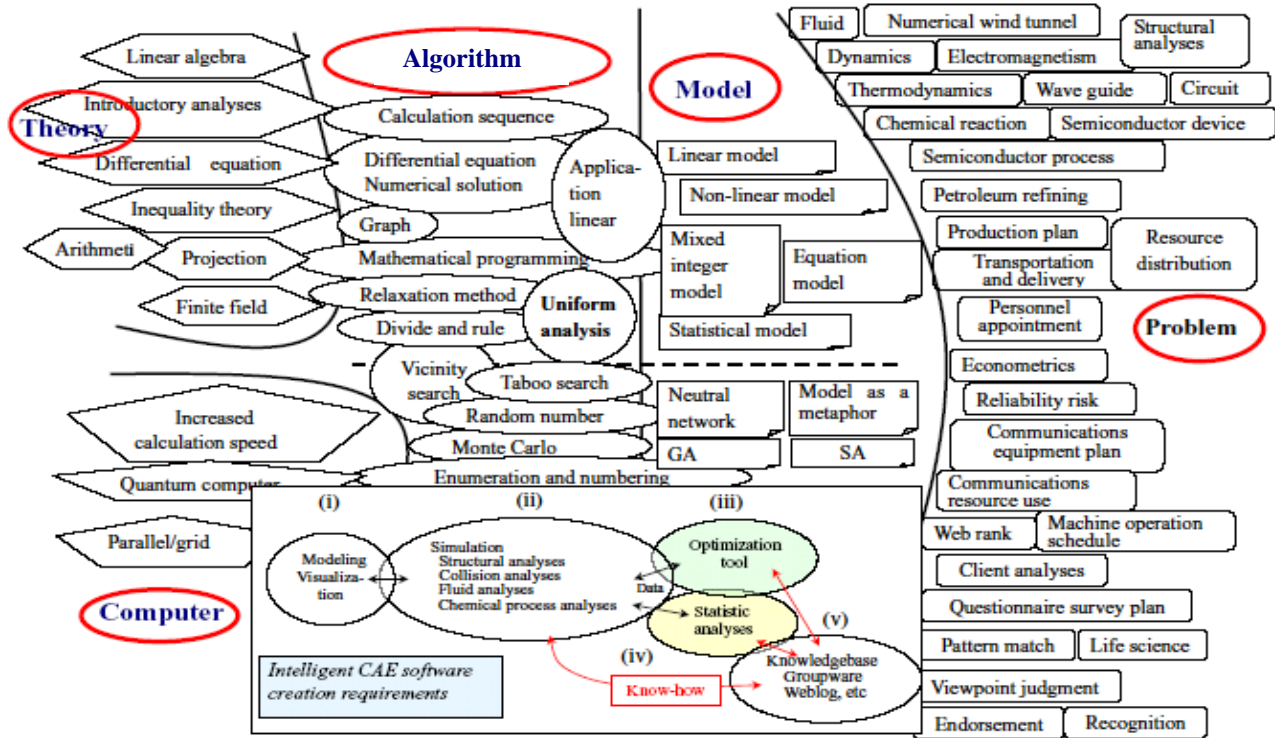 Linear algebra
Introductory analyses
Theory
Differential equation
Inequality theory
Arithmeti
Projection
Finite field
Algorithm
Calculation sequence
Differential equation
Numerical solution
Applica-
tion
linear
Graph
Mathematical programming
Relaxation method
Uniform
analysis
Divide and rule
Vicinity
search
Taboo search
Random number
Monte Carlo
Enumeration and numbering
Model
Linear model
Non-linear model
Mixed
integer
model
Equation
model
Statistical model
Neutral
network
Model as a
metaphor
GA
SA
Fluid
Numerical wind tunnel
Structural
analyses
Dynamics
Electromagnetism
Thermodynamics
Wave guide
Circuit
Chemical reaction
Semiconductor device
Semiconductor process
Petroleum refining
Production plan
Resource
distribution
Transportation
and delivery
Personnel
appointment
Problem
Econometrics
Reliability risk
Communications
equipment plan
Communications
resource use
Web rank
Machine operation
schedule
Client analyses
Questionnaire survey plan
Pattern match
Life science
Viewpoint judgment
Endorsement
Recognition
Increased
calculation speed
Quantum computer
Parallel/grid
Computer
(i)
(ii)
(iii)
Modeling
Visualiza-
tion
Simulation
Structural analyses
Collision analyses
Fluid analyses
Chemical process analyses
Data
Optimization
tool
Statistic
analyses
(iv)
(v)
Know-how
Knowledgebase
Groupware
Weblog, etc
Intelligent CAE software
creation requirements